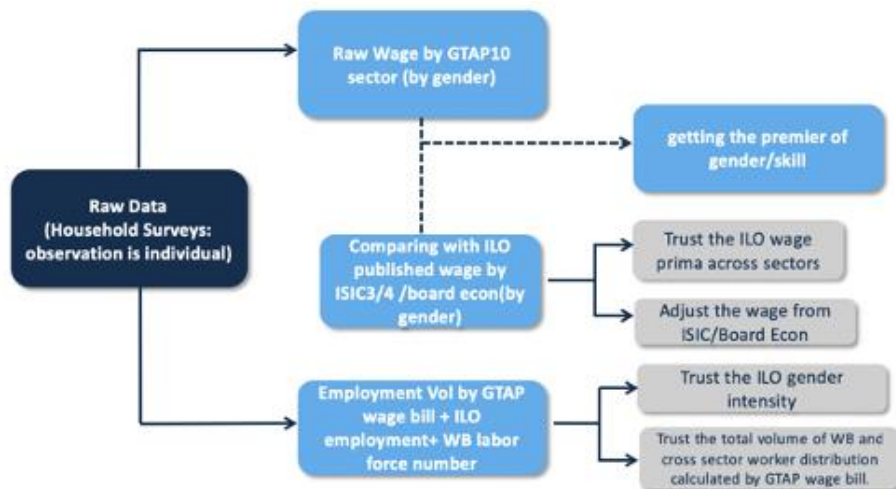 Raw Wage by GTAP10
sector (by gender)
getting the premier of
gender/skill
Raw Data
(Household Surveys:
observation is individual)
Comparing with ILO
published wage by
ISIC3/4 /board econ(by
gender)
Trust the ILO wage
prima across sectors
Adjust the wage from
ISIC/Board Econ
Employment Vol by GTAP
wage bill + ILO
employment+ WB labor
force number
Trust the ILO gender
intensity
Trust the total volume of WB and
cross sector worker distribution
calculated by GTAP wage bill.